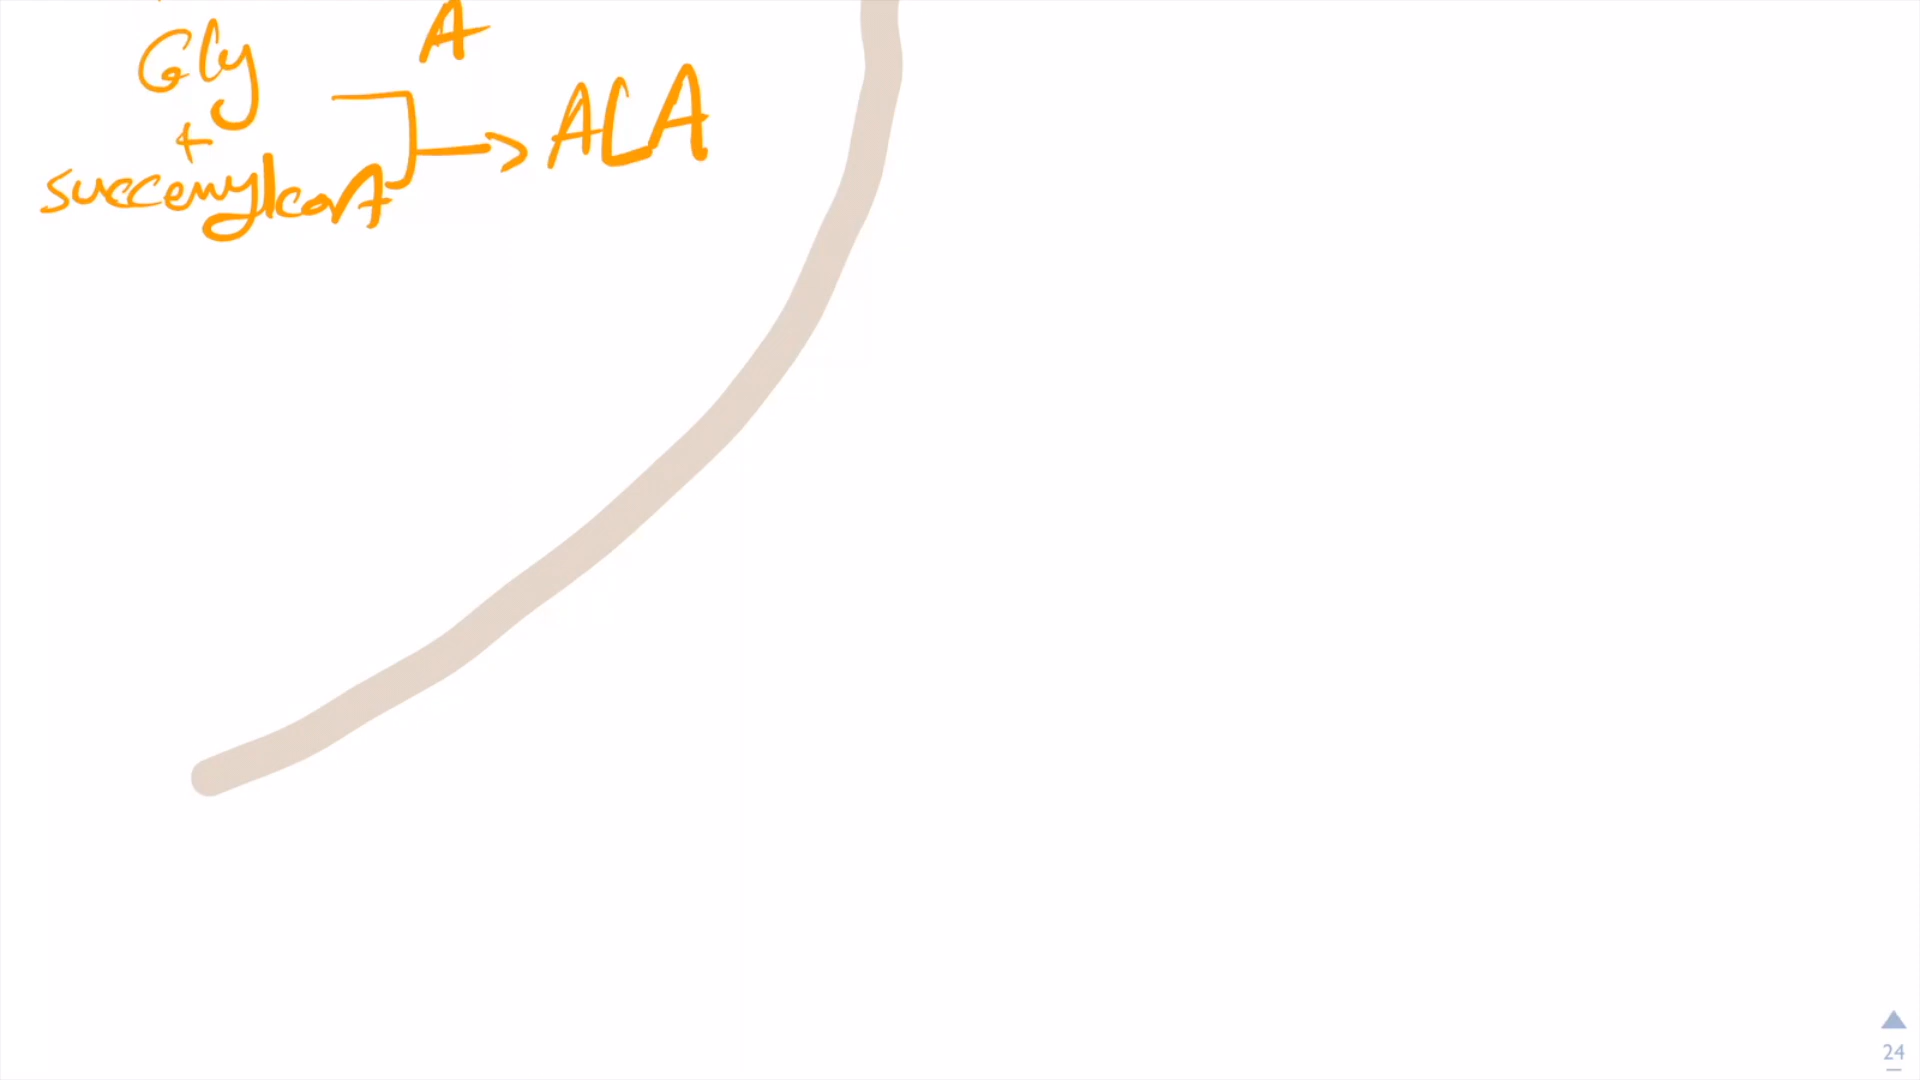 A
Gly
+
succenylcoA
→ ALA
24